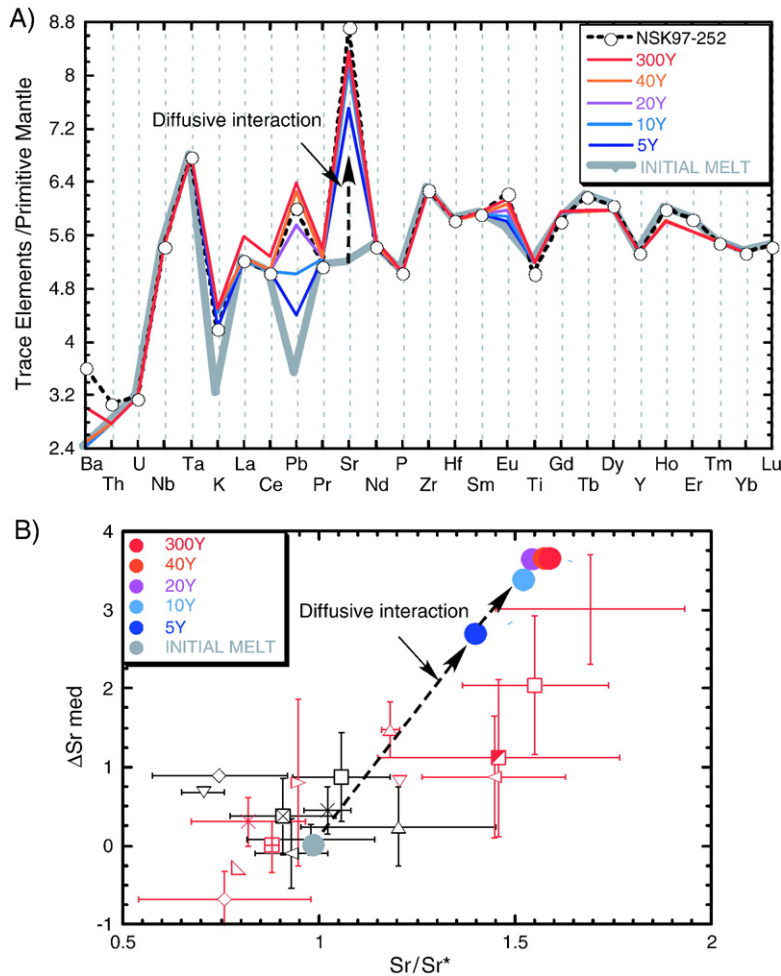 A)
8.8
8
7.2
6.4
5.6
4.8
4
3.2
2.4
Trace Elements /Primitive Mantle
Diffusive interaction
NSK97-252
300Y
40Y
20Y
10Y
5Y
INITIAL MELT
Ba U Ta La Pb Sr P Hf Eu Gd Dy Ho Tm Lu
Th Nb K Ce Pr Nd Zr Sm Ti Tb Y Er Yb
B)
4
3
2
1
0
-1
ΔSr med
300Y
40Y
20Y
10Y
5Y
INITIAL MELT
Diffusive interaction
0.5 1 1.5 2
Sr/Sr*